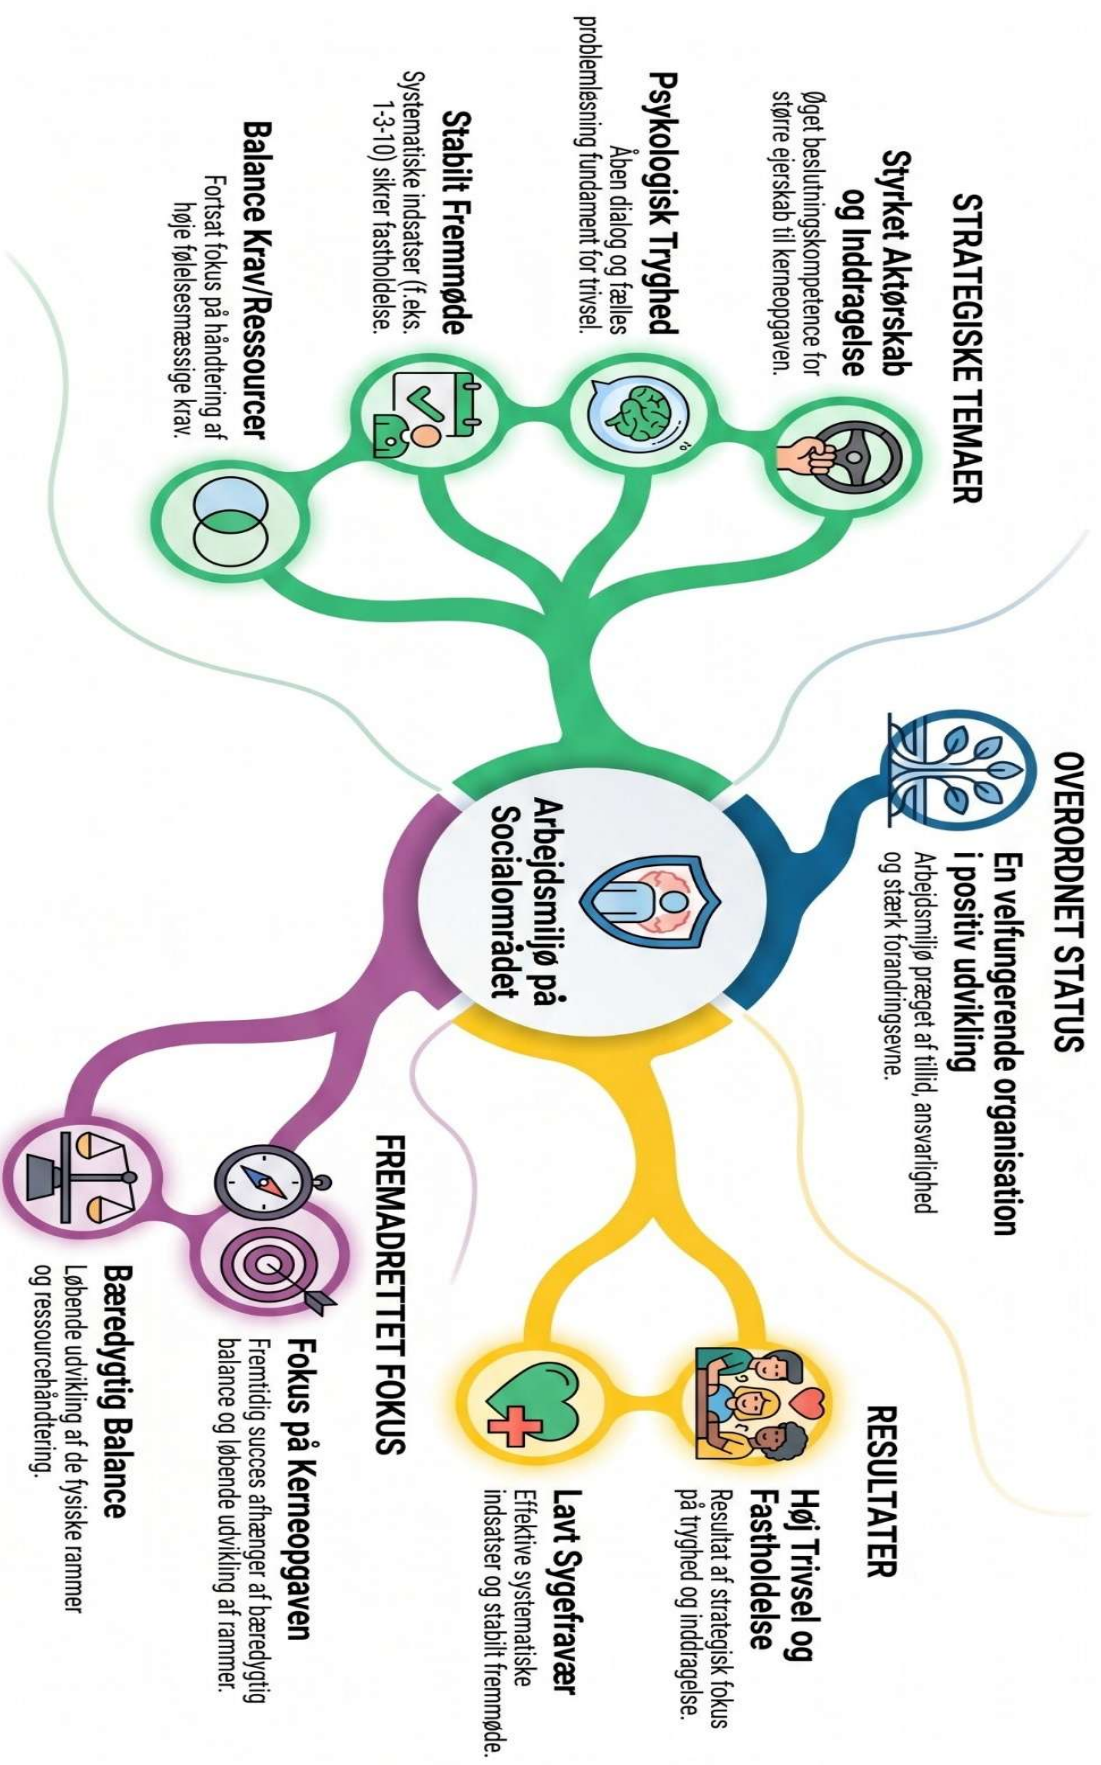 OVERORDNET STATUS
En velfungerende organisation
i positiv udvikling
Arbejdsmiljø præget af tillid, ansvarlighed
og stærk forandringsevne.
STRATEGISKE TEMAER
Styrket Aktørskab
og Inddragelse
Øget beslutningskompetence for
større ejerskab til kerneopgaven.
Psykologisk Tryghed
Åben dialog og fælles
problemløsning fundament for trivsel.
Stabilt Fremmøde
Systematiske indsatser (f.eks.
1-3-10) sikrer fastholdelse.
Balance Krav/Ressourcer
Fortsat fokus på håndtering af
høje følelsesmæssige krav.
Arbejdsmiljø på
Socialområdet
RESULTATER
Høj Trivsel og
Fastholdelse
Resultat af strategisk fokus
på tryghed og inddragelse.
Lavt Sygefravær
Effektive systematiske
indsatser og stabilt fremmøde.
FREMADRETTET FOKUS
Fokus på Kerneopgaven
Fremtidig succes afhænger af bæredygtig
balance og løbende udvikling af rammer.
Bæredygtig Balance
Løbende udvikling af de fysiske rammer
og ressourcehåndtering.